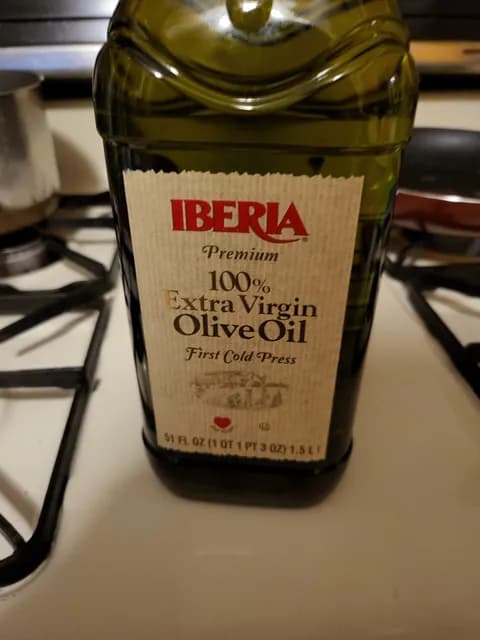 IBERIA
Premium
100%
Extra Virgin
Olive Oil
First Cold Press
51 FL OZ (1 QT 1 PT 3 OZ) 1.5 L